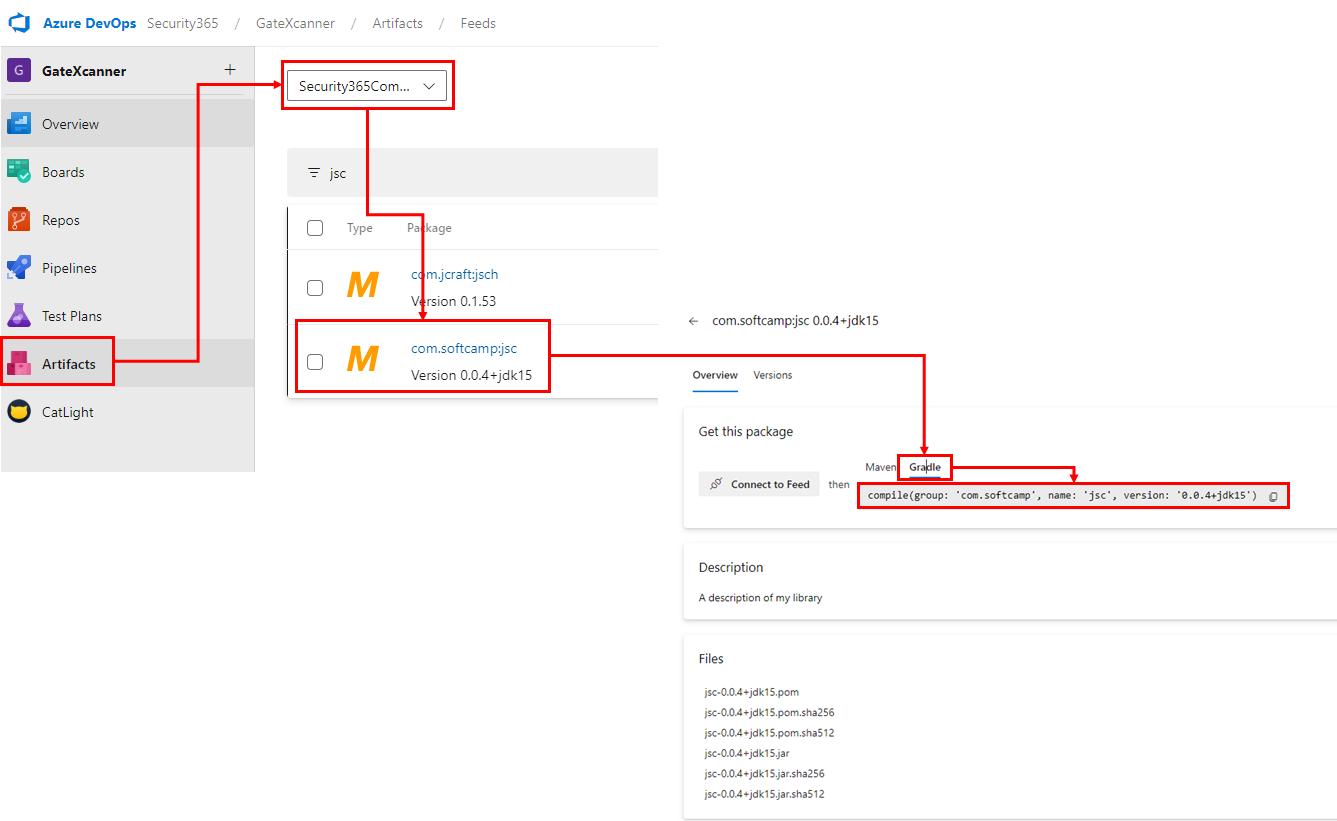 Azure DevOps Security365 / GateXcanner / Artifacts / Feeds
G GateXcanner +
Security365Com...
Overview
Boards
Repos
Pipelines
Test Plans
Artifacts
CatLight
jsc
Type Package
M com.jcraft:jsch
Version 0.1.53
M com.softcamp:jsc
Version 0.0.4+jdk15
← com.softcamp:jsc 0.0.4+jdk15
Overview Versions
Get this package
Maven Gradle
Connect to Feed then
compile(group: 'com.softcamp', name: 'jsc', version: '0.0.4+jdk15')
Description
A description of my library
Files
jsc-0.0.4+jdk15.pom
jsc-0.0.4+jdk15.pom.sha256
jsc-0.0.4+jdk15.pom.sha512
jsc-0.0.4+jdk15.jar
jsc-0.0.4+jdk15.jar.sha256
jsc-0.0.4+jdk15.jar.sha512